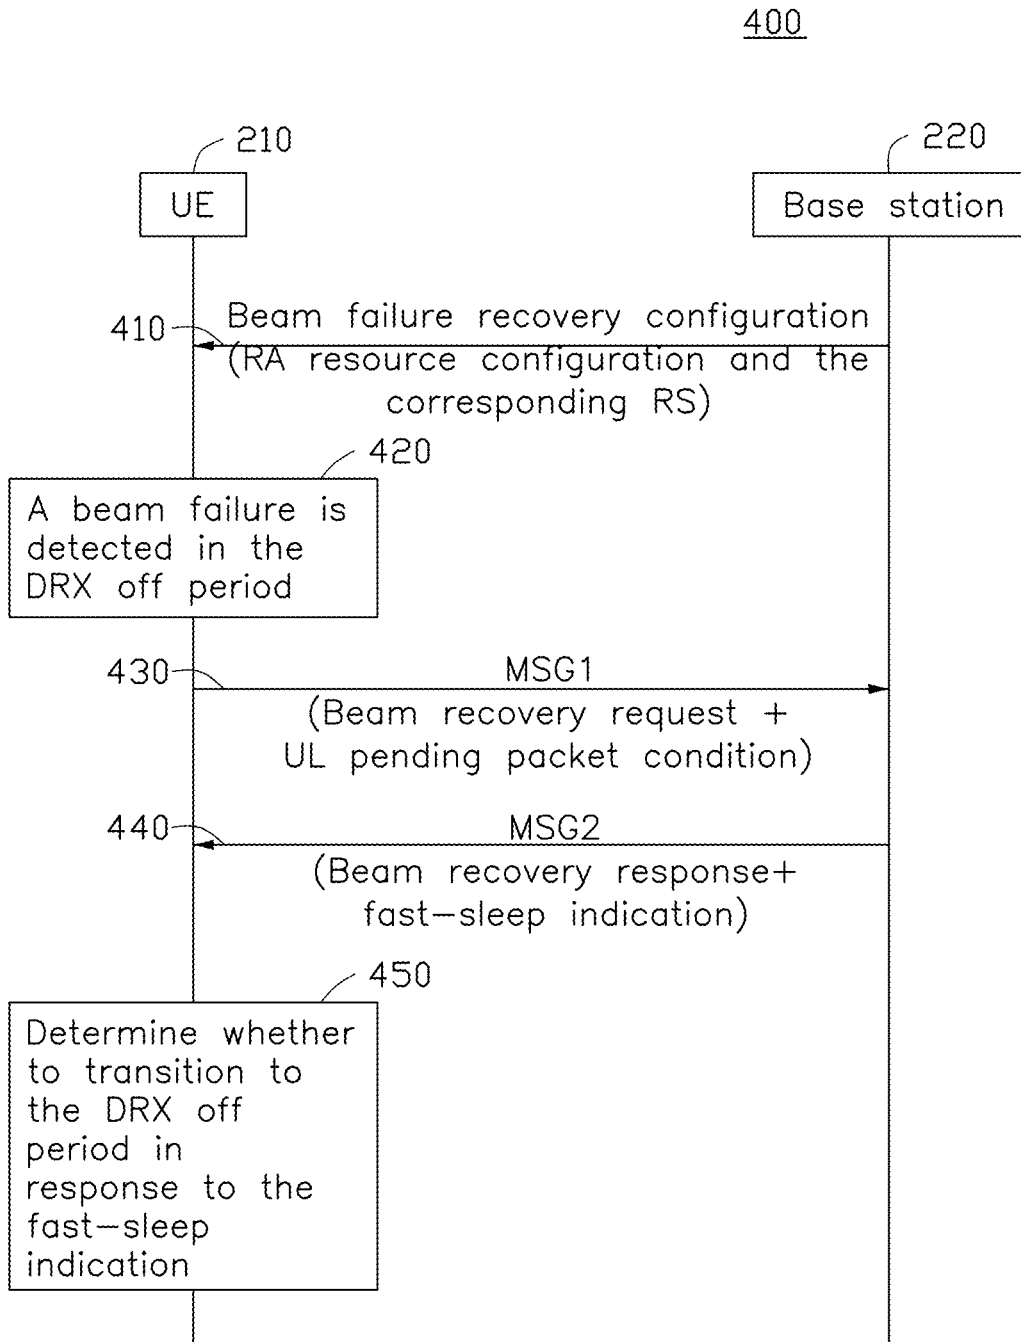 400
210
220
UE
Base station
410
Beam failure recovery configuration
(RA resource configuration and the
corresponding RS)
420
A beam failure is
detected in the
DRX off period
430
MSG1
(Beam recovery request +
UL pending packet condition)
440
MSG2
(Beam recovery response+
fast-sleep indication)
450
Determine whether
to transition to
the DRX off
period in
response to the
fast-sleep
indication